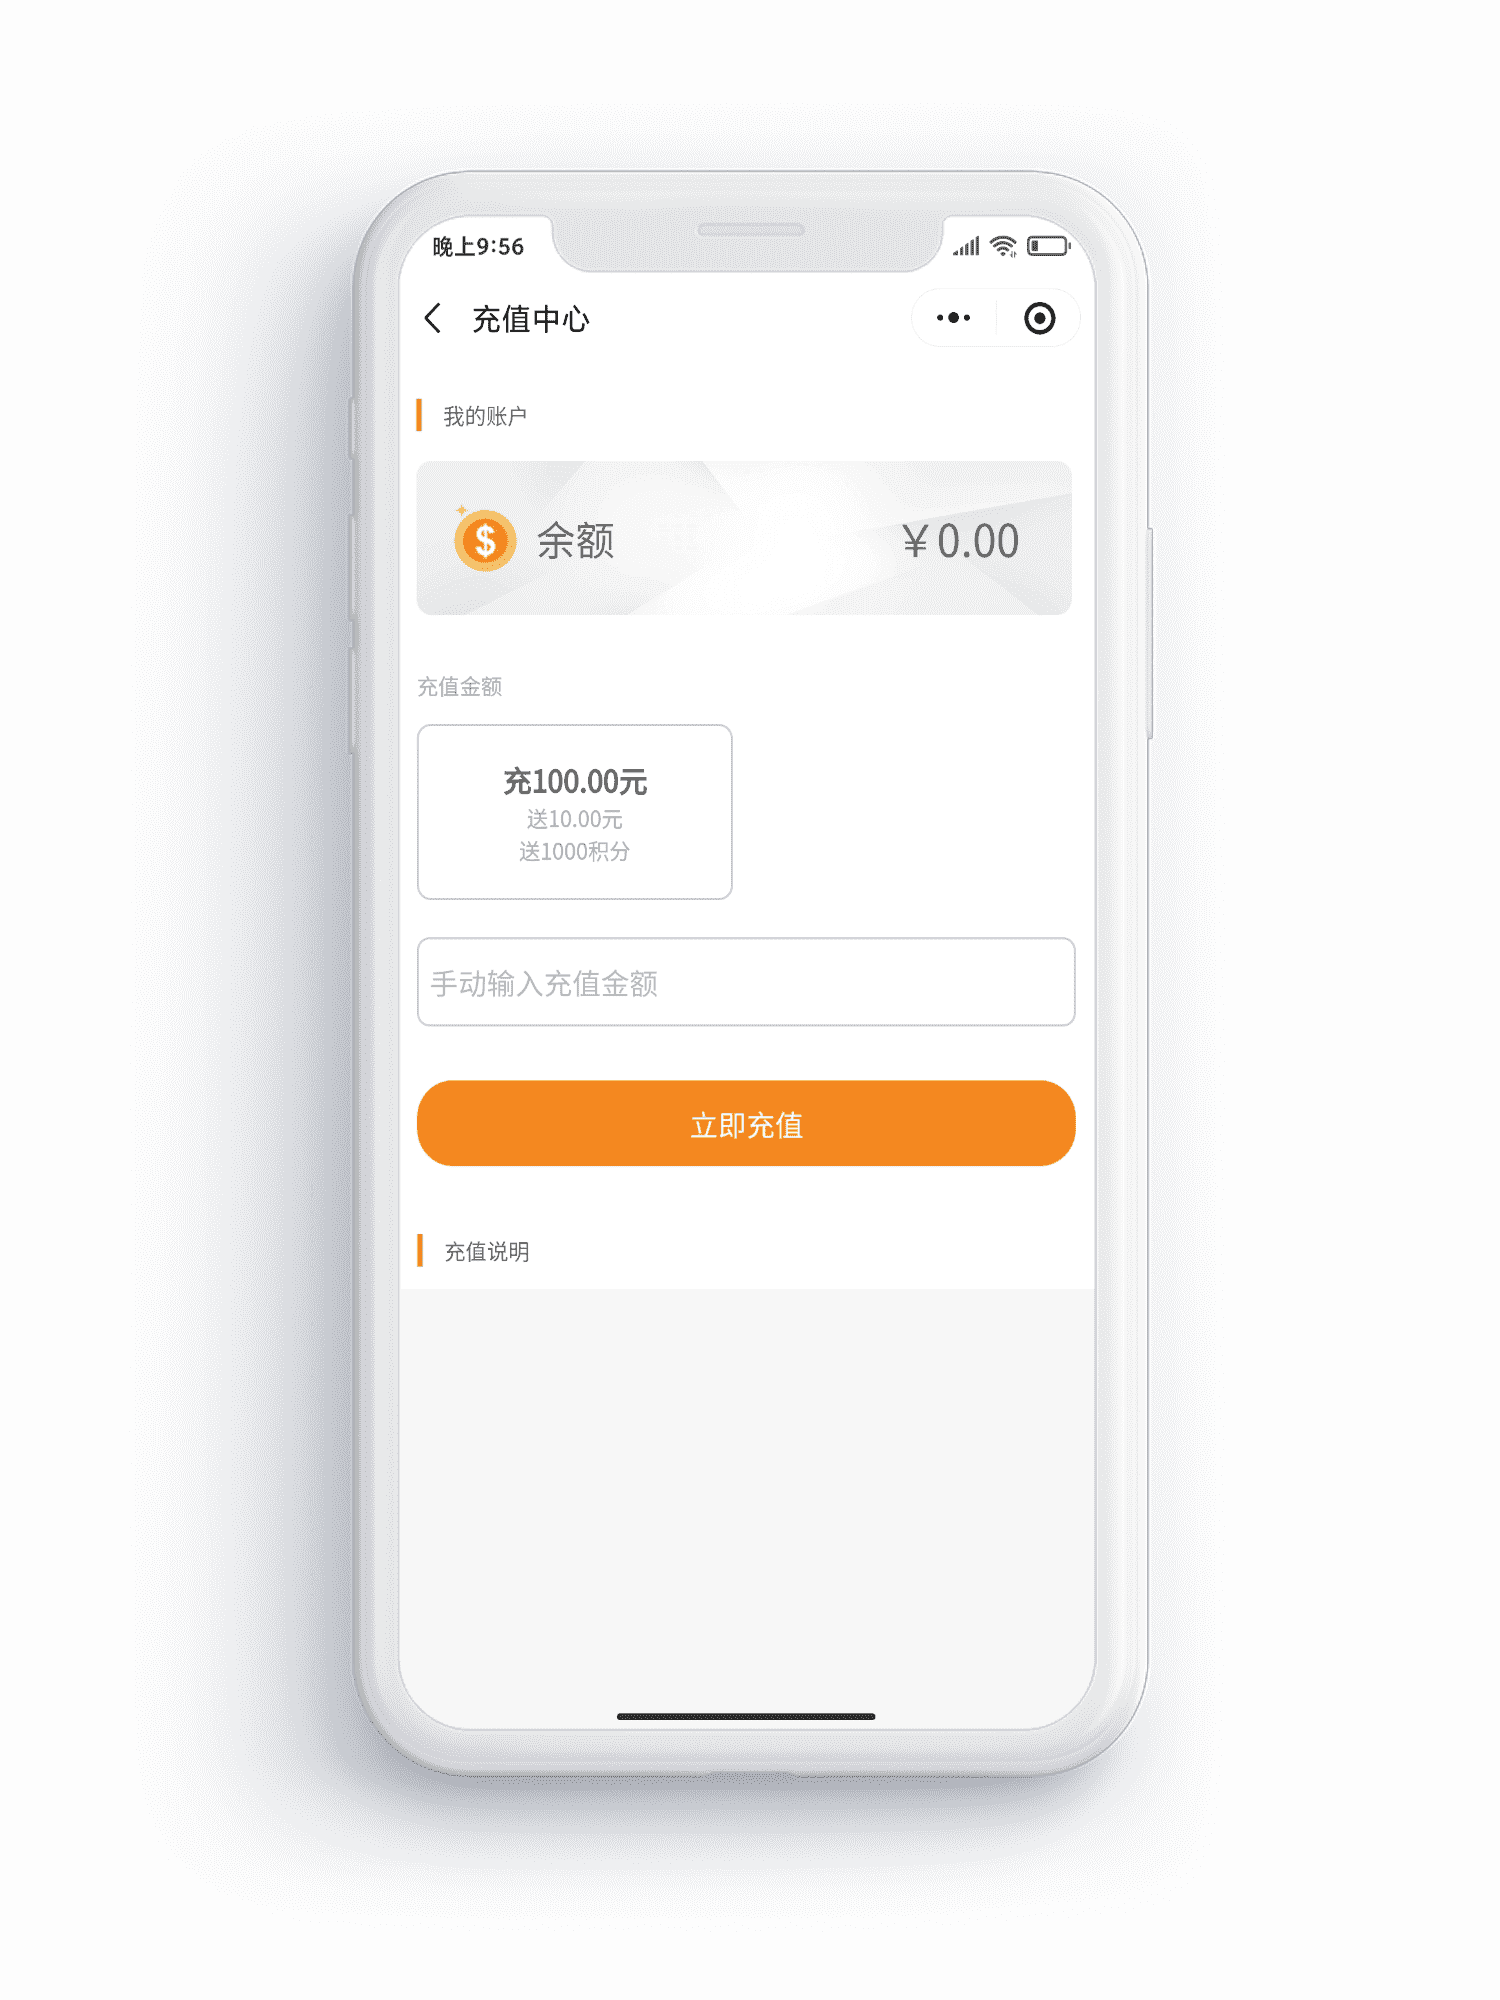 晚上9:56
充值中心
我的账户
余额 ￥0.00
充值金额
充100.00元
送10.00元
送1000积分
手动输入充值金额
立即充值
充值说明